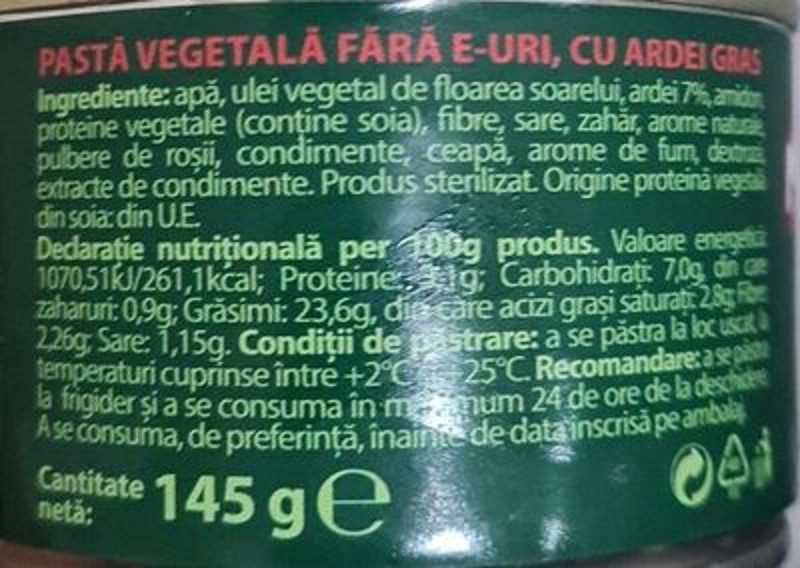 PASTĂ VEGETALĂ FĂRĂ E-URI, CU ARDEI GRAS
Ingrediente: apă, ulei vegetal de floarea soarelui, ardei 7%, amidon,
proteine vegetale (conține soia), fibre, sare, zahăr, arome naturale,
pulbere de roșii, condimente, ceapă, arome de fum, dextroză,
extracte de condimente. Produs sterilizat. Origine proteină vegetală
din soia: din U.E.
Declarație nutrițională per 100g produs. Valoare energetică:
1070,51kJ/261,1kcal; Proteine: 3,1g; Carbohidrați: 7,0g, din care
zaharuri: 0,9g; Grăsimi: 23,6g, din care acizi grași saturați: 2,8g; Fibre:
2,26g; Sare: 1,15g. Condiții de păstrare: a se păstra la loc uscat, la
temperaturi cuprinse între +2°C 25°C. Recomandare: a se păstra
la frigider și a se consuma în maximum 24 de ore de la deschidere.
A se consuma, de preferință, înainte de data înscrisă pe ambalaj.
Cantitate
netă: 145 g e